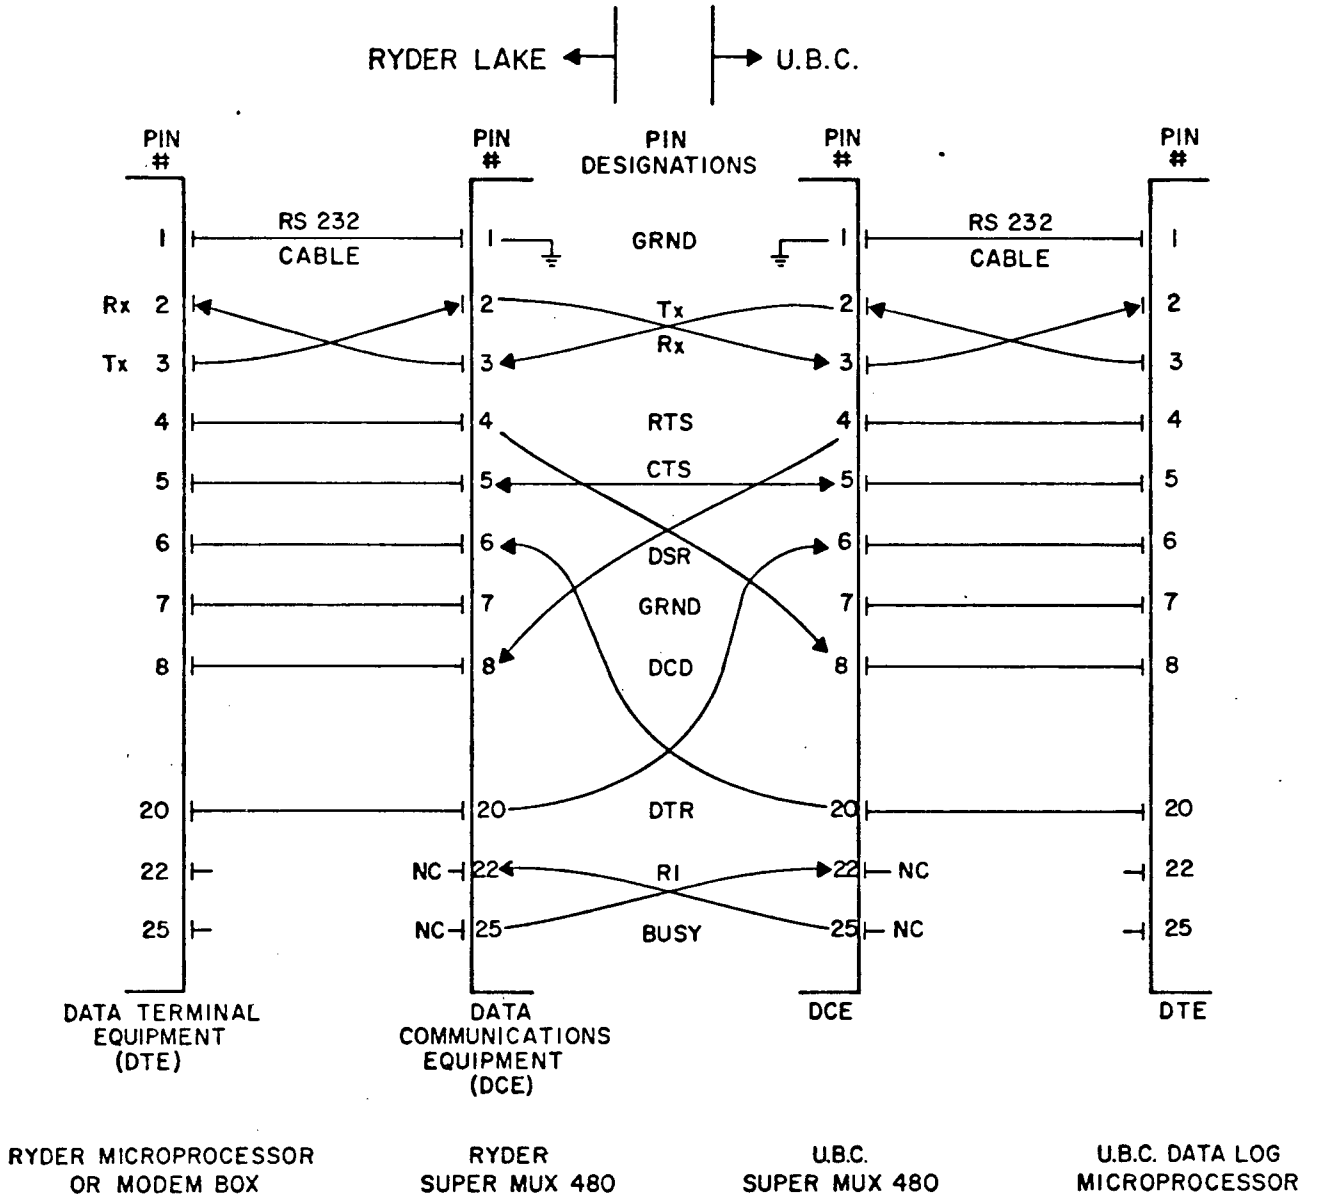 RYDER LAKE U.B.C.
PIN # PIN # PIN DESIGNATIONS PIN # PIN #
1 RS 232 CABLE 1 GRND 1 RS 232 CABLE 1
Rx 2 2 Tx 2 2
Tx 3 3 Rx 3 3
4 4 RTS 4 4
5 5 CTS 5 5
6 6 DSR 6 6
7 7 GRND 7 7
8 8 DCD 8 8
20 20 DTR 20 20
22 NC 22 RI 22 NC 22
25 NC 25 BUSY 25 NC 25
DATA TERMINAL
EQUIPMENT
(DTE)
DATA
COMMUNICATIONS
EQUIPMENT
(DCE)
DCE
DTE
RYDER MICROPROCESSOR
OR MODEM BOX
RYDER
SUPER MUX 480
U.B.C.
SUPER MUX 480
U.B.C. DATA LOG
MICROPROCESSOR